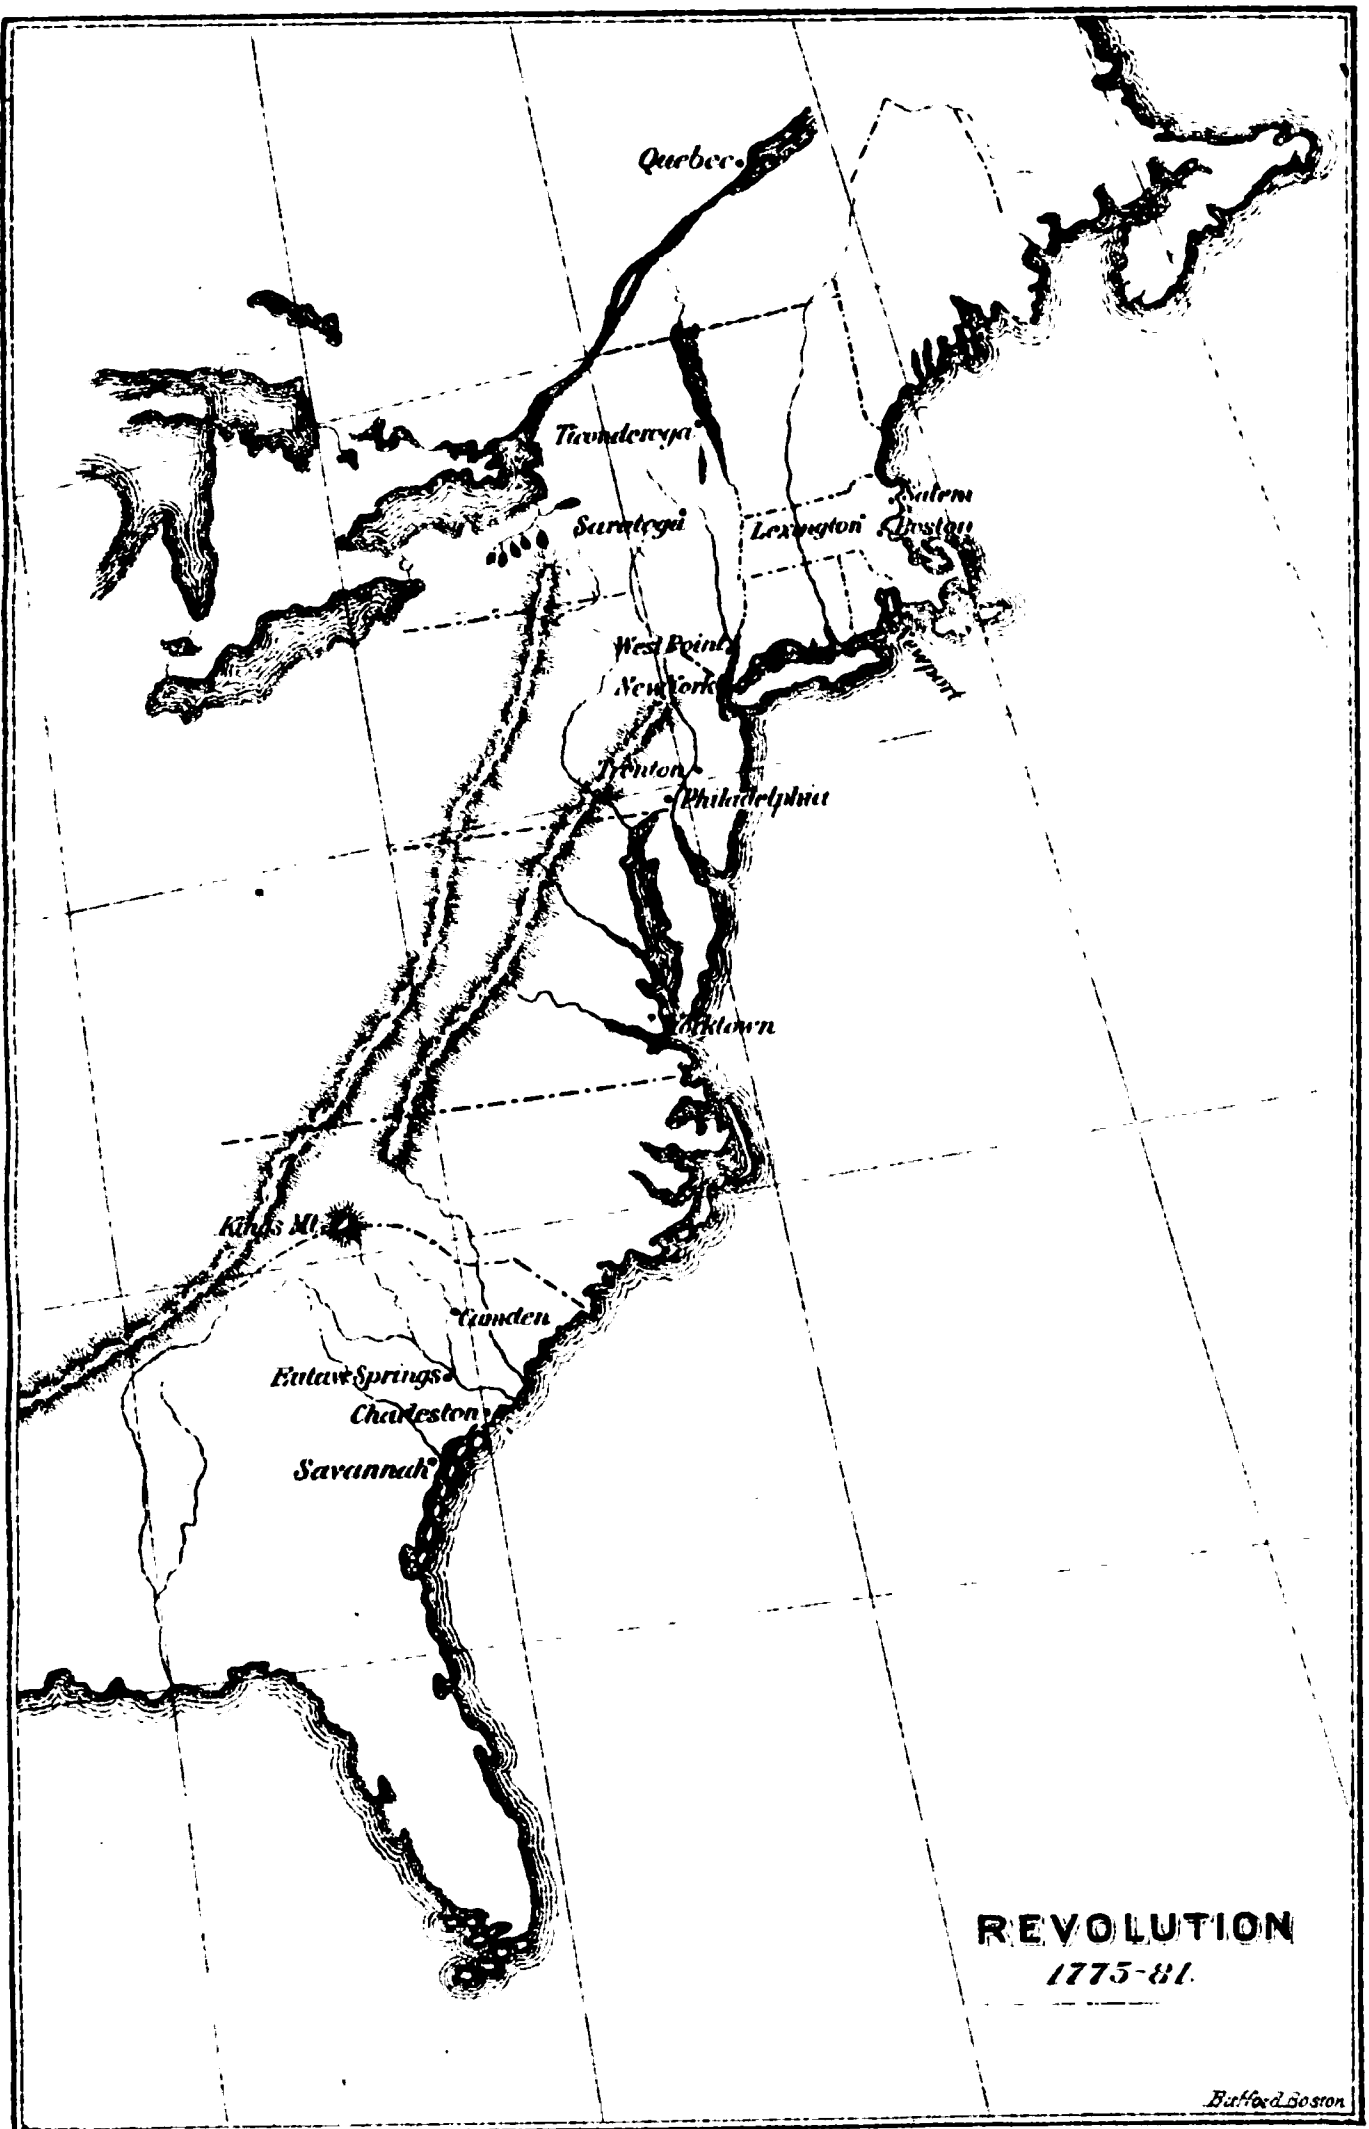 Quebec
Ticonderoga
Salem
Saratoga
Lexington
Boston
West Point
Newport
New York
Trenton
Philadelphia
Yorktown
Kings Mt.
Camden
Eutaw Springs
Charleston
Savannah
REVOLUTION
1775-81.
Bufford Boston